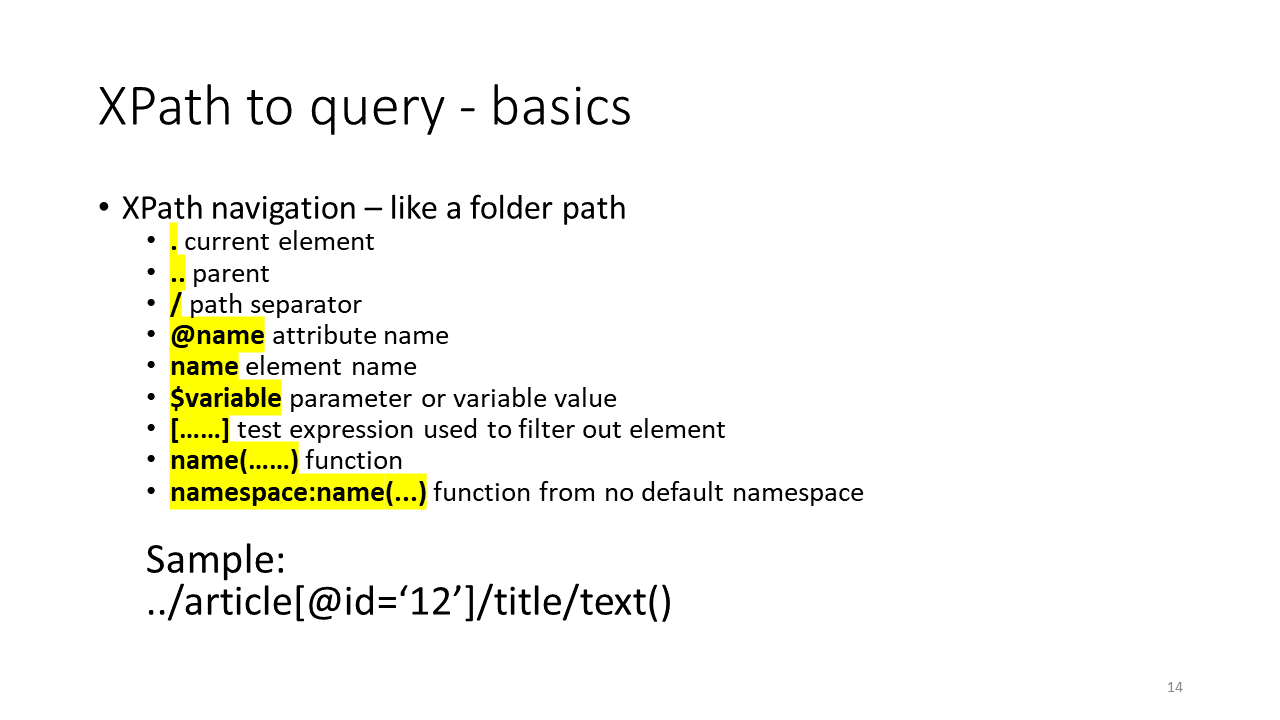 XPath to query - basics
• XPath navigation – like a folder path
• . current element
• .. parent
• / path separator
• @name attribute name
• name element name
• $variable parameter or variable value
• [……] test expression used to filter out element
• name(……) function
• namespace:name(...) function from no default namespace
Sample:
../article[@id=‘12’]/title/text()
14